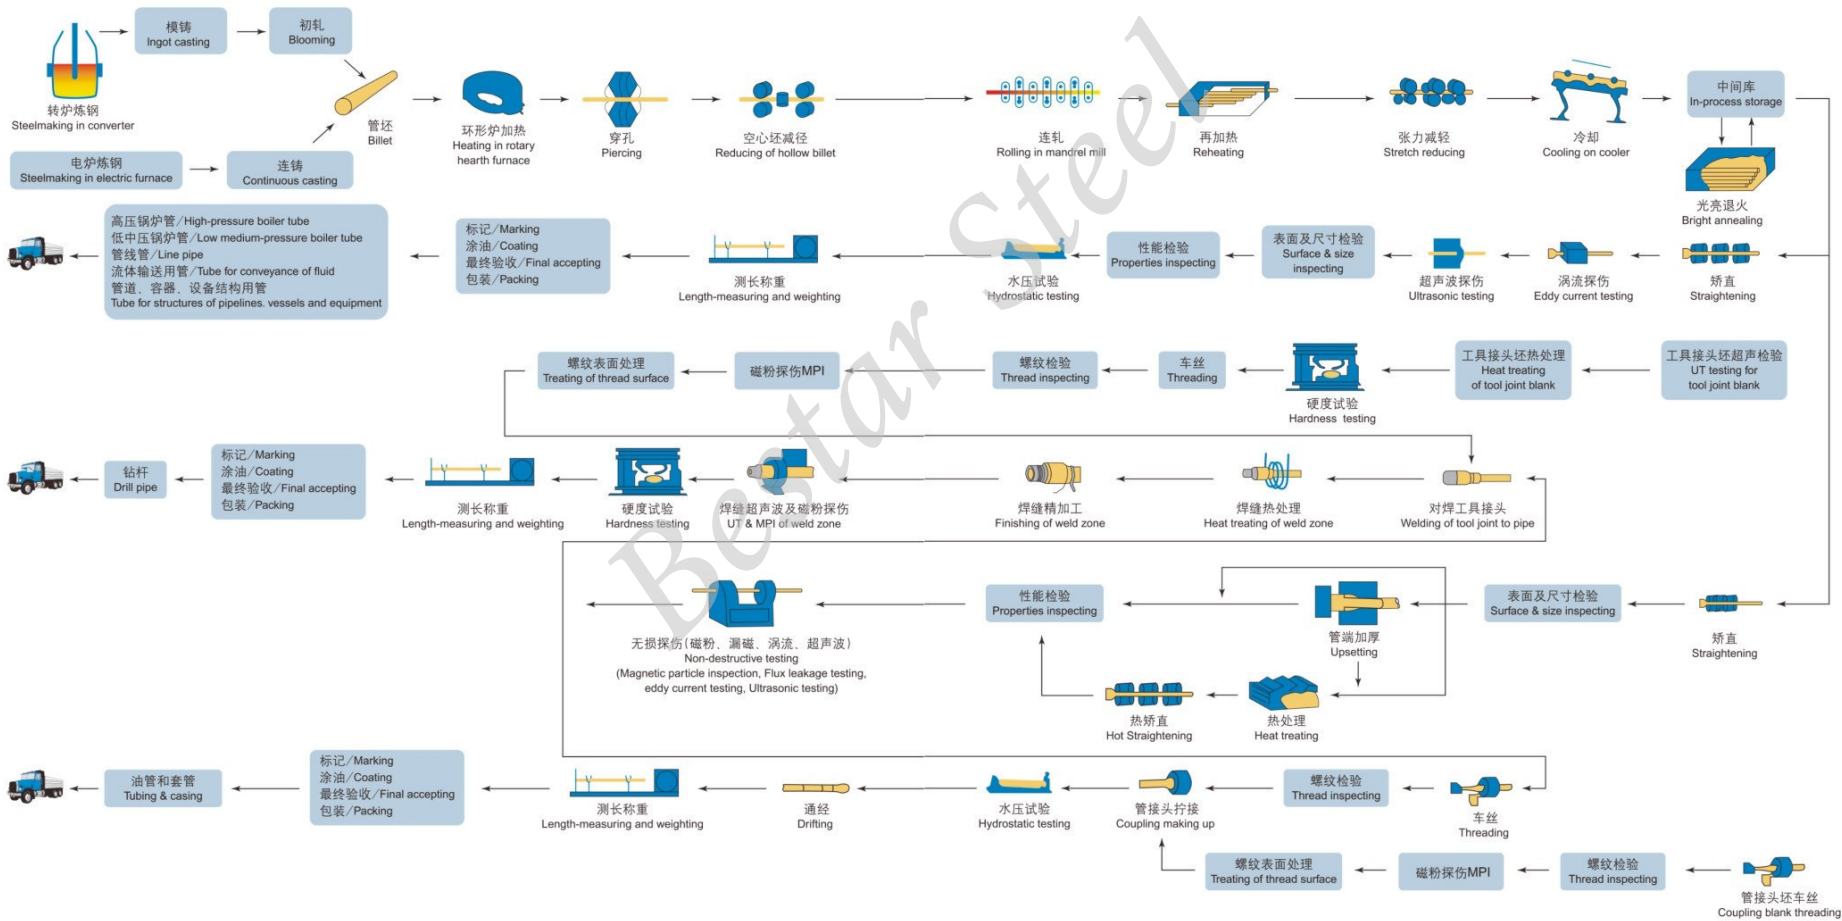 模铸
Ingot casting
初轧
Blooming
转炉炼钢
Steelmaking in converter
电炉炼钢
Steelmaking in electric furnace
连铸
Continuous casting
管坯
Billet
环形炉加热
Heating in rotary
hearth furnace
穿孔
Piercing
空心坯减径
Reducing of hollow billet
连轧
Rolling in mandrel mill
再加热
Reheating
张力减轻
Stretch reducing
冷却
Cooling on cooler
中间库
In-process storage
光亮退火
Bright annealing
矫直
Straightening
涡流探伤
Eddy current testing
超声波探伤
Ultrasonic testing
表面及尺寸检验
Surface & size
inspecting
性能检验
Properties inspecting
水压试验
Hydrostatic testing
测长称重
Length-measuring and weighting
标记/Marking
涂油/Coating
最终验收/Final accepting
包装/Packing
高压锅炉管/High-pressure boiler tube
低中压锅炉管/Low medium-pressure boiler tube
管线管/Line pipe
流体输送用管/Tube for conveyance of fluid
管道、容器、设备结构用管
Tube for structures of pipelines. vessels and equipment
工具接头坯超声检验
UT testing for
tool joint blank
工具接头坯热处理
Heat treating
of tool joint blank
硬度试验
Hardness testing
车丝
Threading
螺纹检验
Thread inspecting
磁粉探伤MPI
螺纹表面处理
Treating of thread surface
对焊工具接头
Welding of tool joint to pipe
焊缝热处理
Heat treating of weld zone
焊缝精加工
Finishing of weld zone
焊缝超声波及磁粉探伤
UT & MPI of weld zone
硬度试验
Hardness testing
测长称重
Length-measuring and weighting
标记/Marking
涂油/Coating
最终验收/Final accepting
包装/Packing
钻杆
Drill pipe
矫直
Straightening
表面及尺寸检验
Surface & size inspecting
管端加厚
Upsetting
热处理
Heat treating
热矫直
Hot Straightening
性能检验
Properties inspecting
无损探伤(磁粉、漏磁、涡流、超声波)
Non-destructive testing
(Magnetic particle inspection, Flux leakage testing,
eddy current testing, Ultrasonic testing)
车丝
Threading
螺纹检验
Thread inspecting
管接头拧接
Coupling making up
水压试验
Hydrostatic testing
通经
Drifting
测长称重
Length-measuring and weighting
标记/Marking
涂油/Coating
最终验收/Final accepting
包装/Packing
油管和套管
Tubing & casing
管接头坯车丝
Coupling blank threading
螺纹检验
Thread inspecting
磁粉探伤MPI
螺纹表面处理
Treating of thread surface
Bestar Steel